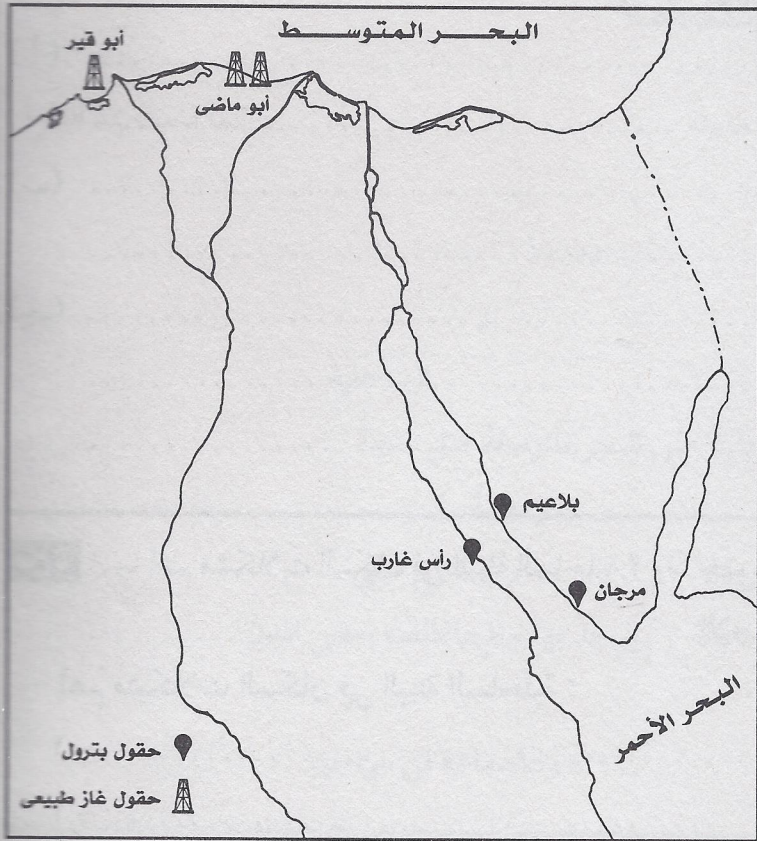 البحر المتوسط
أبو قير
أبو ماضى
بلاعيم
رأس غارب
مرجان
البحر الأحمر
حقول بترول
حقول غاز طبيعى